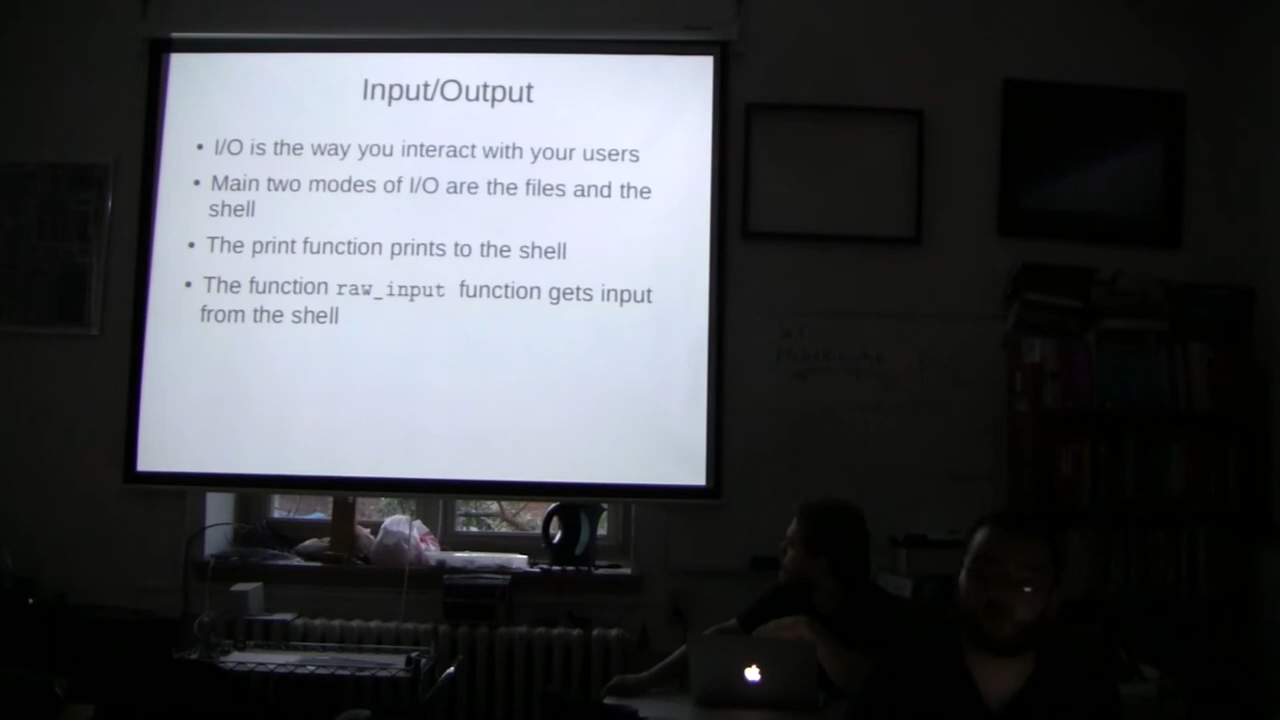 Input/Output
• I/O is the way you interact with your users
• Main two modes of I/O are the files and the
shell
• The print function prints to the shell
• The function raw_input function gets input
from the shell